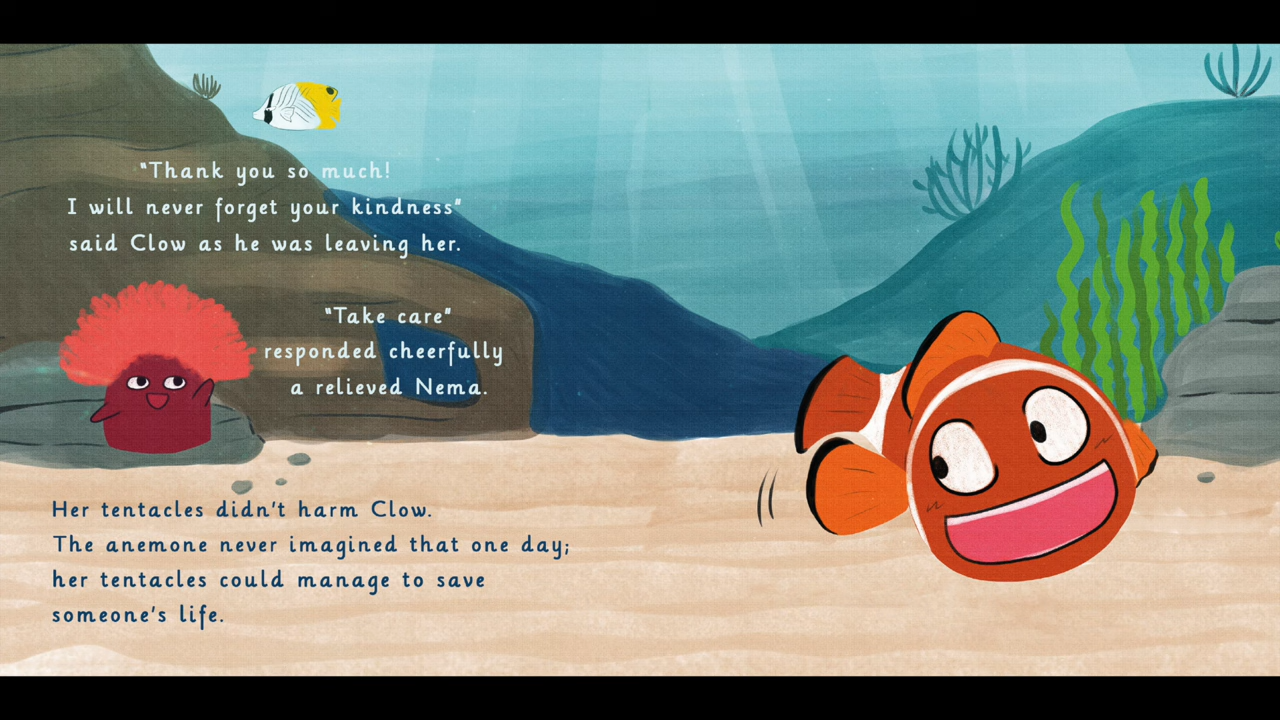 "Thank you so much!
I will never forget your kindness"
said Clow as he was leaving her.
"Take care"
responded cheerfully
a relieved Nema.
Her tentacles didn't harm Clow.
The anemone never imagined that one day;
her tentacles could manage to save
someone's life.